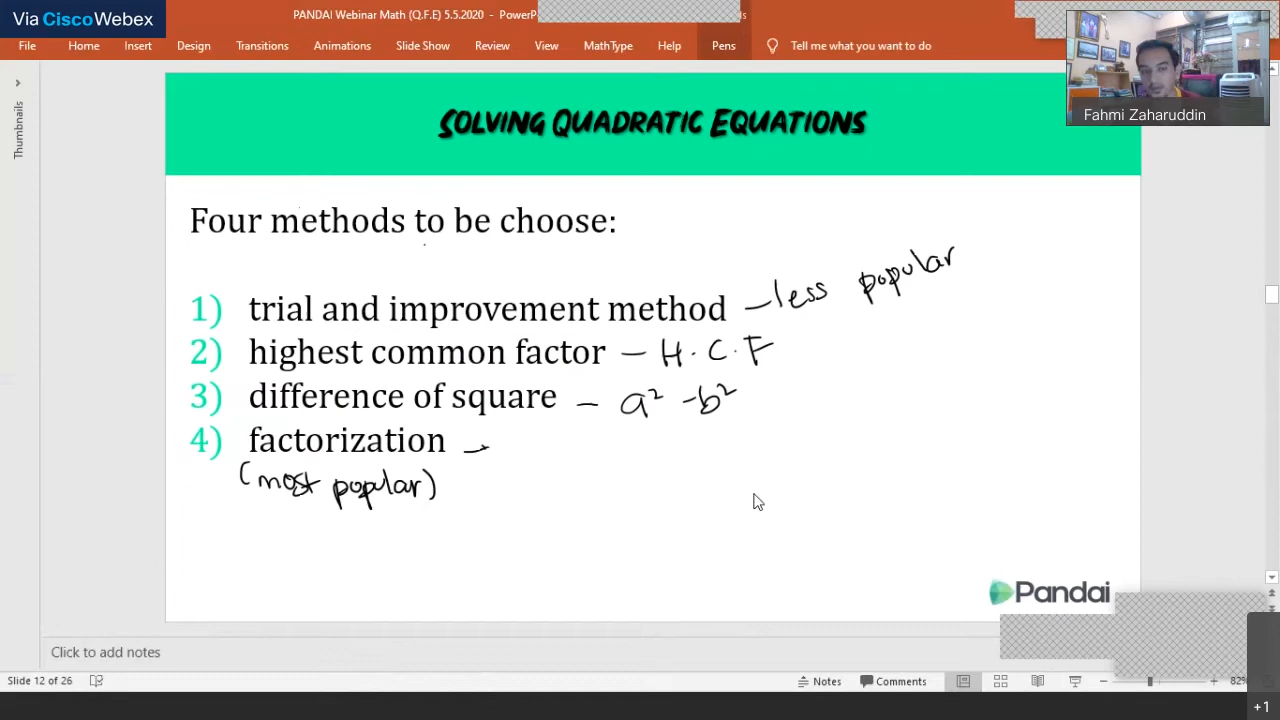 Via CiscoWebex
PANDAI Webinar Math (Q.F.E) 5.5.2020 - PowerP
File Home Insert Design Transitions Animations Slide Show Review View MathType Help Pens Tell me what you want to do
Fahmi Zaharuddin
Thumbnails
SOLVING QUADRATIC EQUATIONS
Four methods to be choose:
1) trial and improvement method – less popular
2) highest common factor – H.C.F
3) difference of square – a² - b²
4) factorization –
(most popular)
Pandai
Click to add notes
Slide 12 of 26 Notes Comments 82%
+1